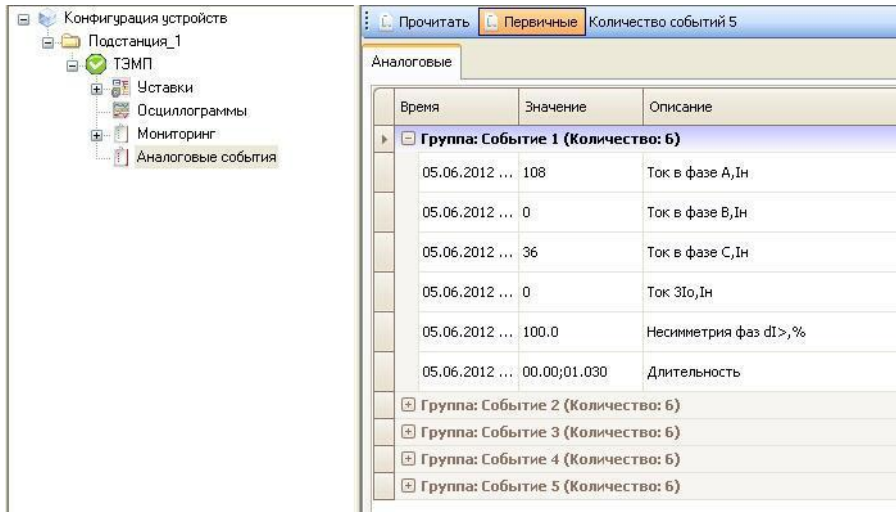 Конфигурация устройств
Подстанция_1
ТЭМП
Уставки
Осциллограммы
Мониторинг
Аналоговые события
Прочитать Первичные Количество событий 5
Аналоговые
Время Значение Описание
Группа: Событие 1 (Количество: 6)
05.06.2012 ... 108 Ток в фазе А,Iн
05.06.2012 ... 0 Ток в фазе В,Iн
05.06.2012 ... 36 Ток в фазе С,Iн
05.06.2012 ... 0 Ток 3Iо,Iн
05.06.2012 ... 100.0 Несимметрия фаз dI>,%
05.06.2012 ... 00.00;01.030 Длительность
Группа: Событие 2 (Количество: 6)
Группа: Событие 3 (Количество: 6)
Группа: Событие 4 (Количество: 6)
Группа: Событие 5 (Количество: 6)